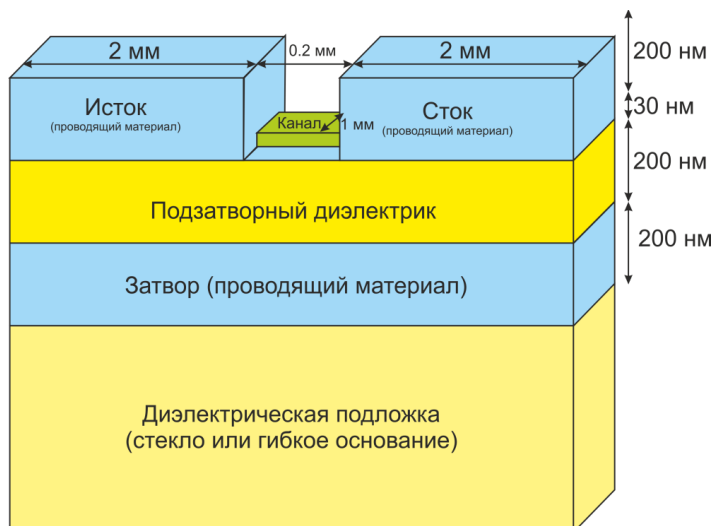 2 мм
0.2 мм
2 мм
200 нм
Исток
(проводящий материал)
Канал
1 мм
Сток
(проводящий материал)
30 нм
200 нм
Подзатворный диэлектрик
200 нм
Затвор (проводящий материал)
Диэлектрическая подложка
(стекло или гибкое основание)